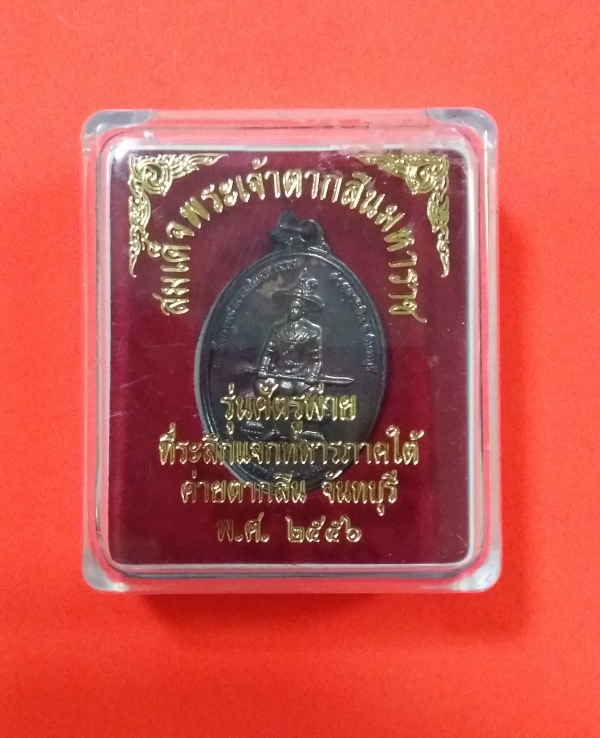 สมเด็จพระเจ้าตากสินมหาราช
รุ่นศัตรูพ่าย
ที่ระลึกแจกทหารภาคใต้
ค่ายตากสิน จันทบุรี
พ.ศ. ๒๕๕๖